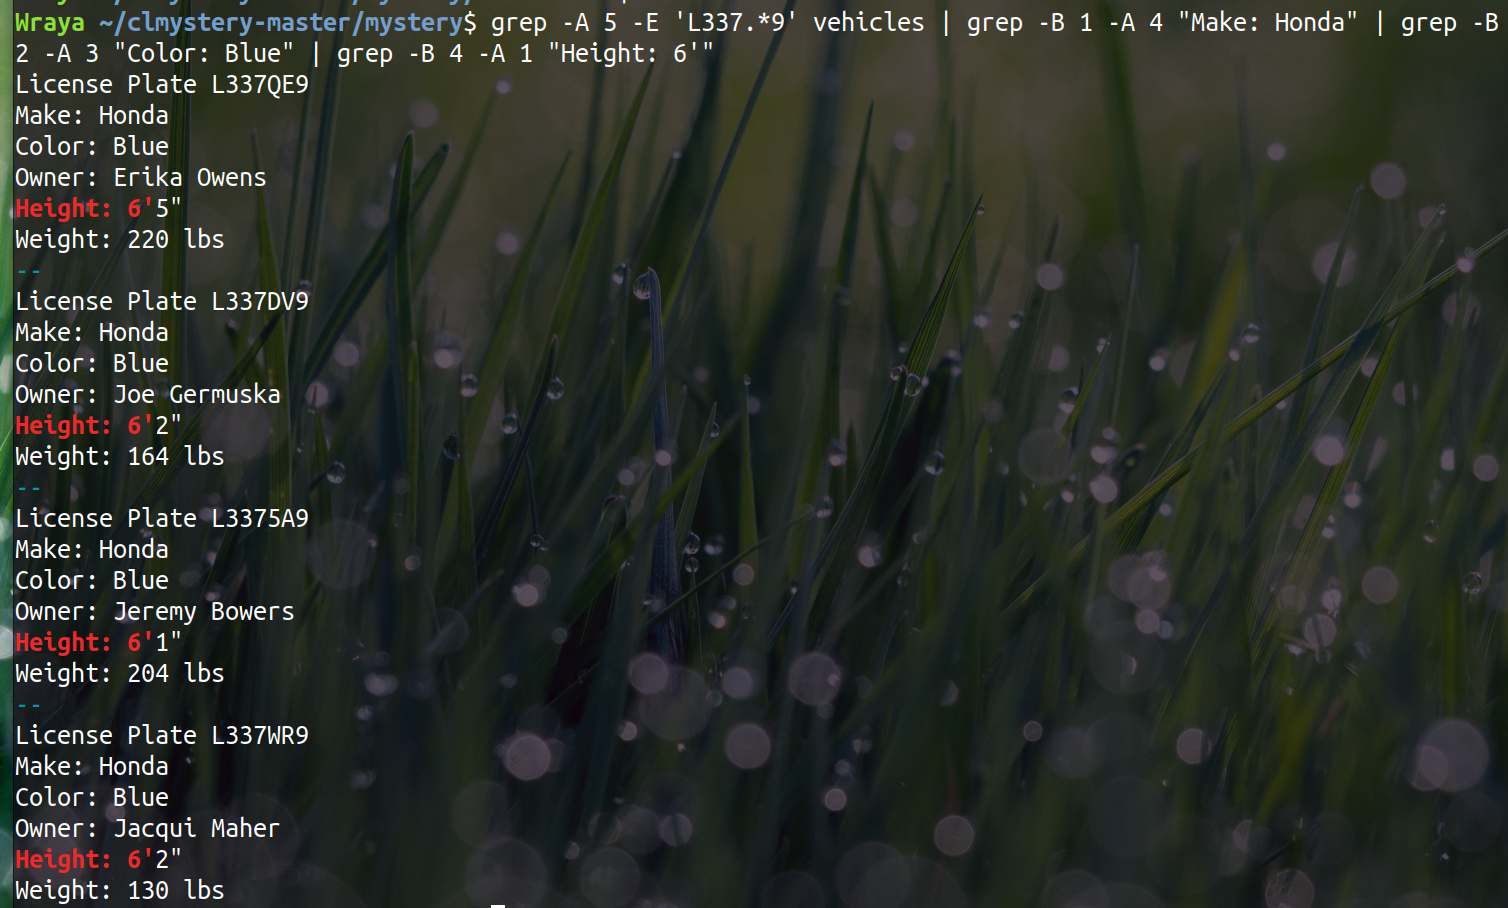 Wraya ~/clmystery-master/mystery$ grep -A 5 -E 'L337.*9' vehicles | grep -B 1 -A 4 "Make: Honda" | grep -B
2 -A 3 "Color: Blue" | grep -B 4 -A 1 "Height: 6'"
License Plate L337QE9
Make: Honda
Color: Blue
Owner: Erika Owens
Height: 6'5"
Weight: 220 lbs
--
License Plate L337DV9
Make: Honda
Color: Blue
Owner: Joe Germuska
Height: 6'2"
Weight: 164 lbs
--
License Plate L3375A9
Make: Honda
Color: Blue
Owner: Jeremy Bowers
Height: 6'1"
Weight: 204 lbs
--
License Plate L337WR9
Make: Honda
Color: Blue
Owner: Jacqui Maher
Height: 6'2"
Weight: 130 lbs